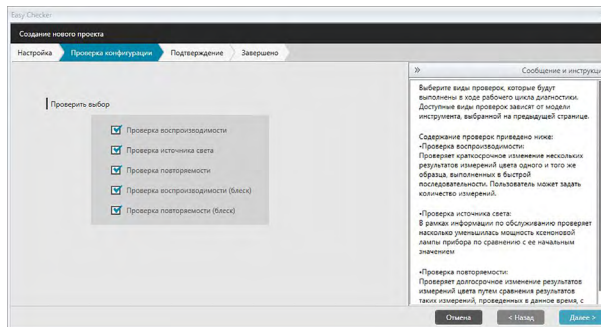 Easy Checker
Создание нового проекта
Настройка
Проверка конфигурации
Подтверждение
Завершено
Проверить выбор
Проверка воспроизводимости
Проверка источника света
Проверка повторяемости
Проверка воспроизводимости (блеск)
Проверка повторяемости (блеск)
» Сообщение и инструкци
Выберите виды проверок, которые будут
выполнены в ходе рабочего цикла диагностики.
Доступные виды проверок зависят от модели
инструмента, выбранной на предыдущей странице.
Содержание проверок приведено ниже:
•Проверка воспроизводимости:
Проверяет краткосрочное изменение нескольких
результатов измерений цвета одного и того же
образца, выполненных в быстрой
последовательности. Пользователь может задать
количество измерений.
•Проверка источника света:
В рамках информации по обслуживанию проверяет
насколько уменьшилась мощность ксеноновой
лампы прибора по сравнению с ее начальным
значением
•Проверка повторяемости:
Проверяет долгосрочное изменение результатов
измерений цвета путем сравнения результатов
таких измерений, проведенных в данное время, с
Отмена
< Назад
Далее >